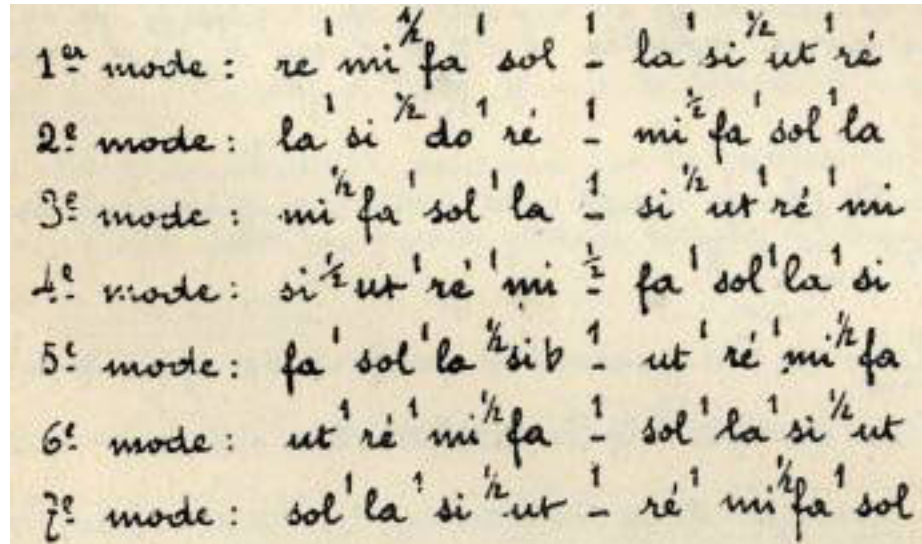 1er mode : re 1 mi 1/2 fa 1 sol 1 - la 1 si 1/2 ut 1 ré
2e mode : la 1 si 1/2 do 1 ré 1 - mi 1/2 fa 1 sol 1 la
3e mode : mi 1/2 fa 1 sol 1 la 1 - si 1/2 ut 1 ré 1 mi
4e mode : si 1/2 ut 1 ré 1 mi 1/2 - fa 1 sol 1 la 1 si
5e mode : fa 1 sol 1 la 1/2 si b 1 - ut 1 ré 1 mi 1/2 fa
6e mode : ut 1 ré 1 mi 1/2 fa 1 - sol 1 la 1 si 1/2 ut
7e mode : sol 1 la 1 si 1/2 ut 1 - ré 1 mi 1/2 fa 1 sol